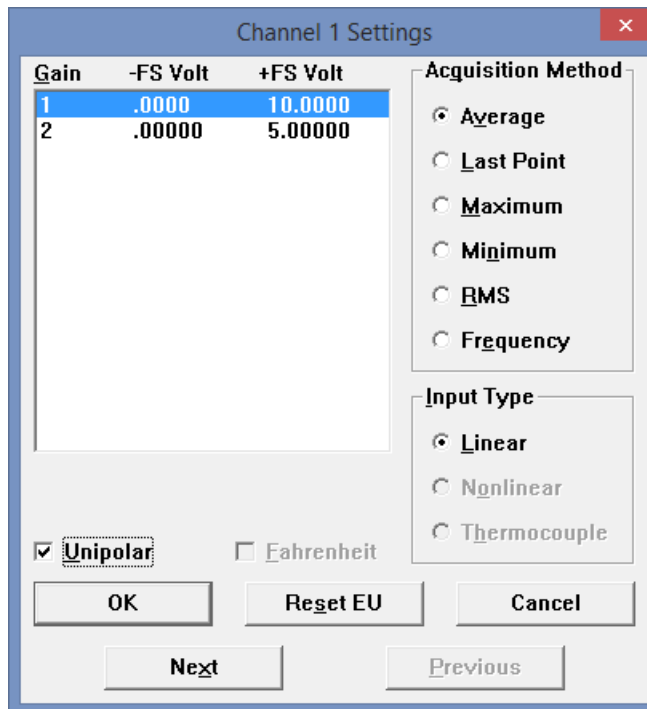 Channel 1 Settings
Gain -FS Volt +FS Volt
1 .0000 10.0000
2 .00000 5.00000
Acquisition Method
Average
Last Point
Maximum
Minimum
RMS
Frequency
Input Type
Linear
Nonlinear
Thermocouple
Unipolar Fahrenheit
OK Reset EU Cancel
Next Previous